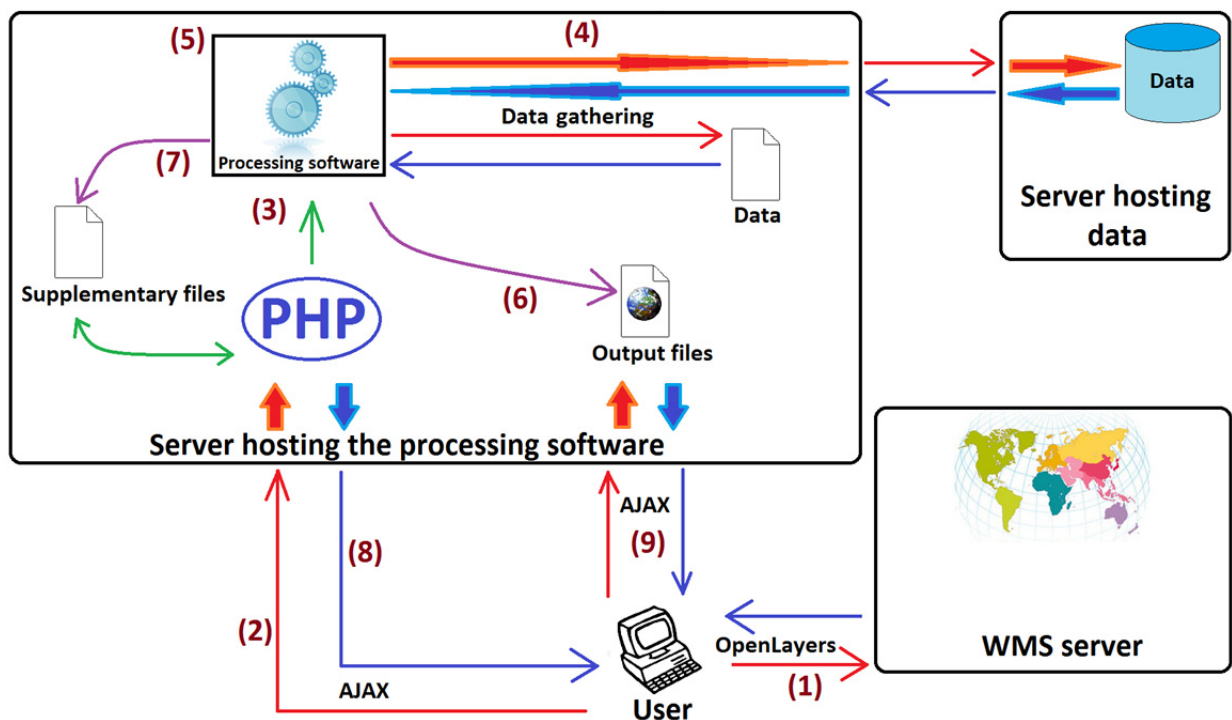 (5)
(4)
Processing software
Data gathering
Data
Data
Server hosting
data
(7)
(3)
Supplementary files
PHP
(6)
Output files
Server hosting the processing software
AJAX
(8)
(9)
(2)
AJAX
OpenLayers
(1)
User
WMS server